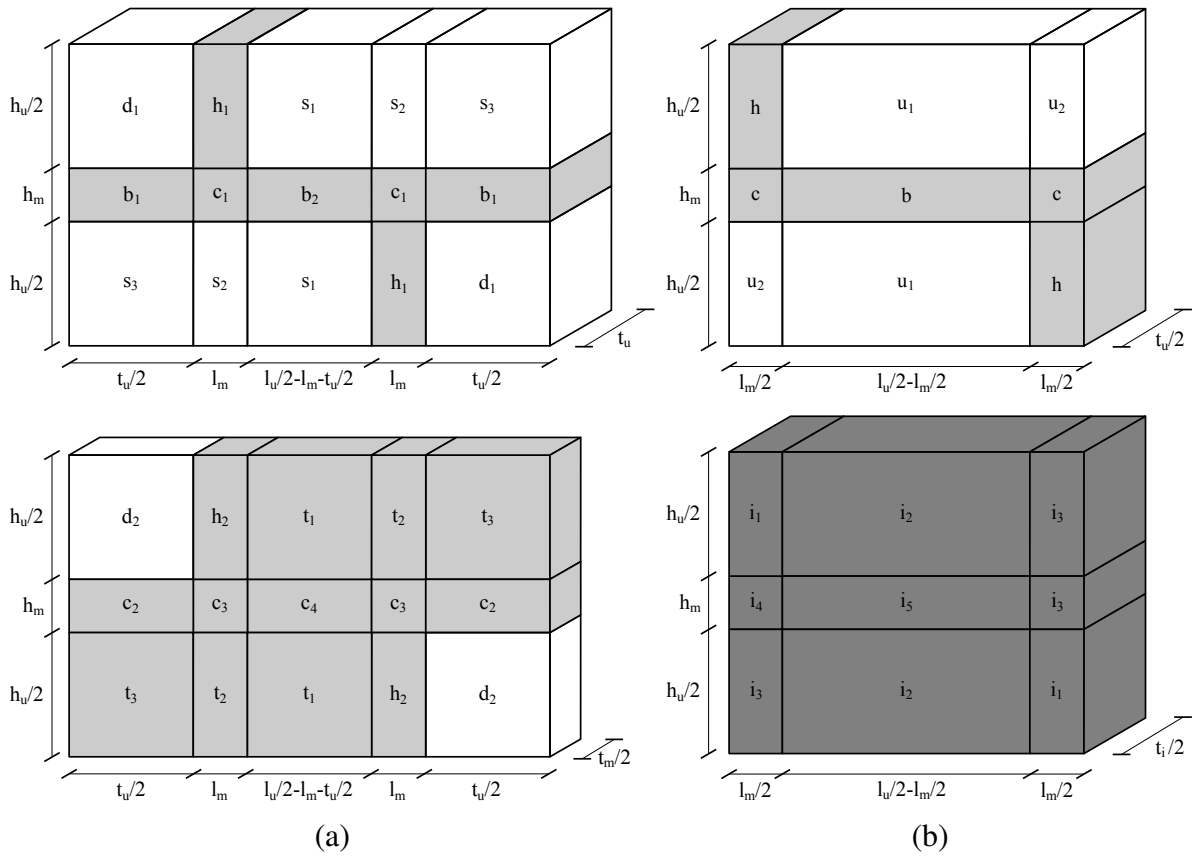 h_u/2 d_1 h_1 s_1 s_2 s_3
h_m b_1 c_1 b_2 c_1 b_1
h_u/2 s_3 s_2 s_1 h_1 d_1
t_u
t_u/2 l_m l_u/2-l_m-t_u/2 l_m t_u/2
h_u/2 h u_1 u_2
h_m c b c
h_u/2 u_2 u_1 h
t_u/2
l_m/2 l_u/2-l_m/2 l_m/2
h_u/2 d_2 h_2 t_1 t_2 t_3
h_m c_2 c_3 c_4 c_3 c_2
h_u/2 t_3 t_2 t_1 h_2 d_2
t_m/2
t_u/2 l_m l_u/2-l_m-t_u/2 l_m t_u/2
h_u/2 i_1 i_2 i_3
h_m i_4 i_5 i_3
h_u/2 i_3 i_2 i_1
t_i/2
l_m/2 l_u/2-l_m/2 l_m/2
(a) (b)